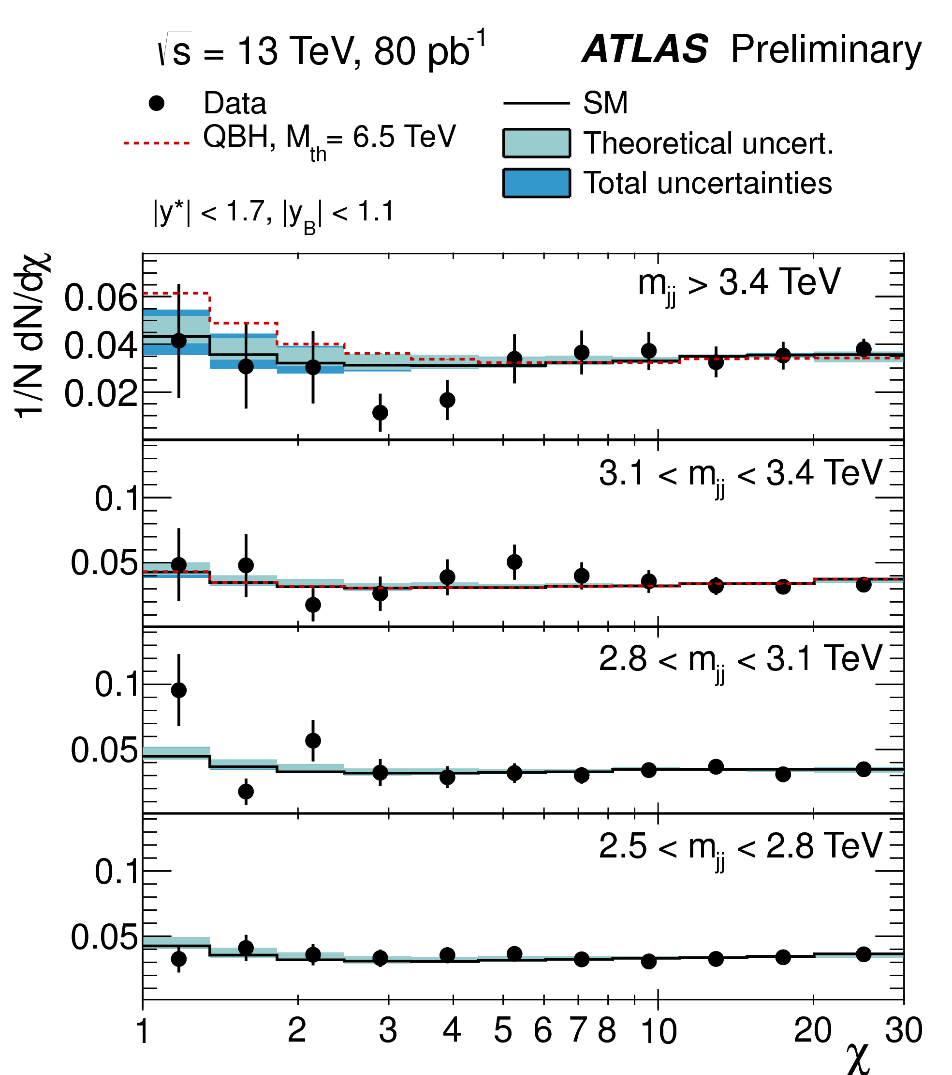 √s = 13 TeV, 80 pb⁻¹
ATLAS Preliminary
Data
QBH, M_th= 6.5 TeV
SM
Theoretical uncert.
Total uncertainties
|y*| < 1.7, |y_B| < 1.1
1/N dN/dχ
m_jj > 3.4 TeV
0.06
0.04
0.02
3.1 < m_jj < 3.4 TeV
0.1
0.05
2.8 < m_jj < 3.1 TeV
0.1
0.05
2.5 < m_jj < 2.8 TeV
0.1
0.05
1 2 3 4 5 6 7 8 10 20 30
χ